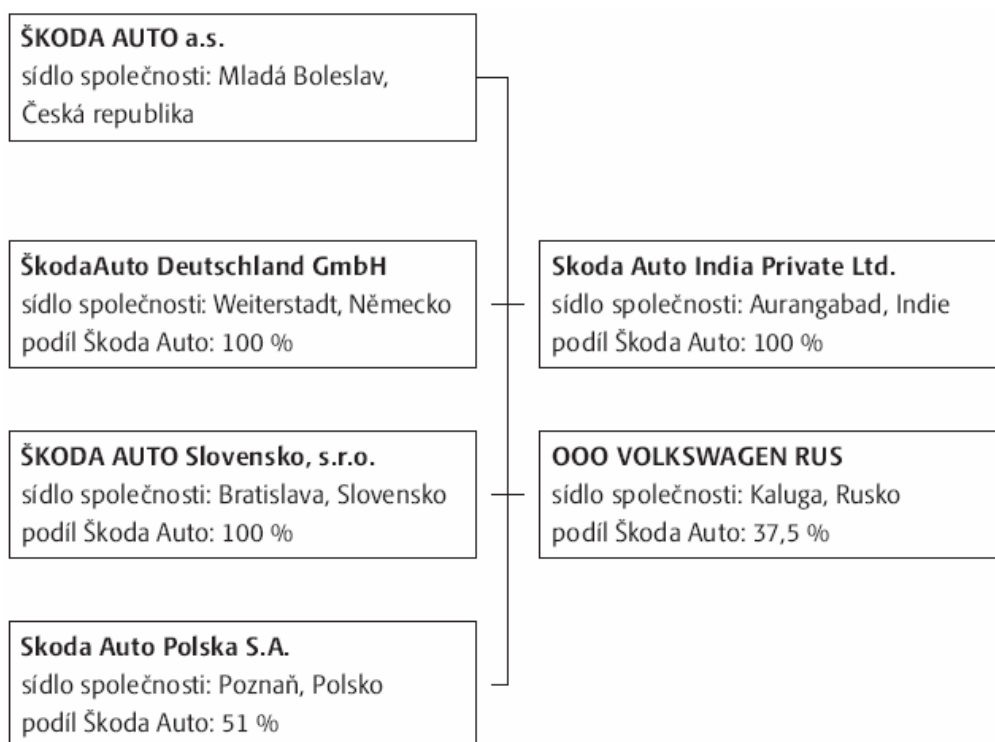 ŠKODA AUTO a.s.
sídlo společnosti: Mladá Boleslav,
Česká republika
ŠkodaAuto Deutschland GmbH
sídlo společnosti: Weiterstadt, Německo
podíl Škoda Auto: 100 %
Skoda Auto India Private Ltd.
sídlo společnosti: Aurangabad, Indie
podíl Škoda Auto: 100 %
ŠKODA AUTO Slovensko, s.r.o.
sídlo společnosti: Bratislava, Slovensko
podíl Škoda Auto: 100 %
OOO VOLKSWAGEN RUS
sídlo společnosti: Kaluga, Rusko
podíl Škoda Auto: 37,5 %
Skoda Auto Polska S.A.
sídlo společnosti: Poznaň, Polsko
podíl Škoda Auto: 51 %